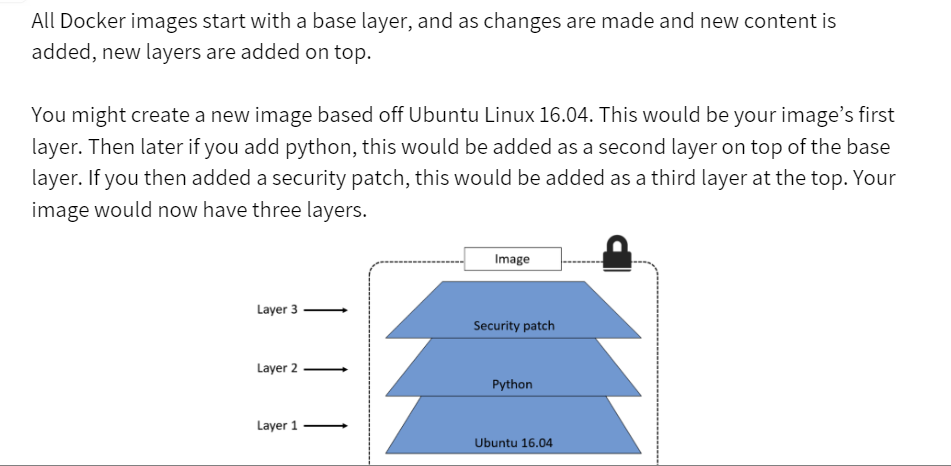 All Docker images start with a base layer, and as changes are made and new content is
added, new layers are added on top.
You might create a new image based off Ubuntu Linux 16.04. This would be your image’s first
layer. Then later if you add python, this would be added as a second layer on top of the base
layer. If you then added a security patch, this would be added as a third layer at the top. Your
image would now have three layers.
Image
Layer 3
Security patch
Layer 2
Python
Layer 1
Ubuntu 16.04